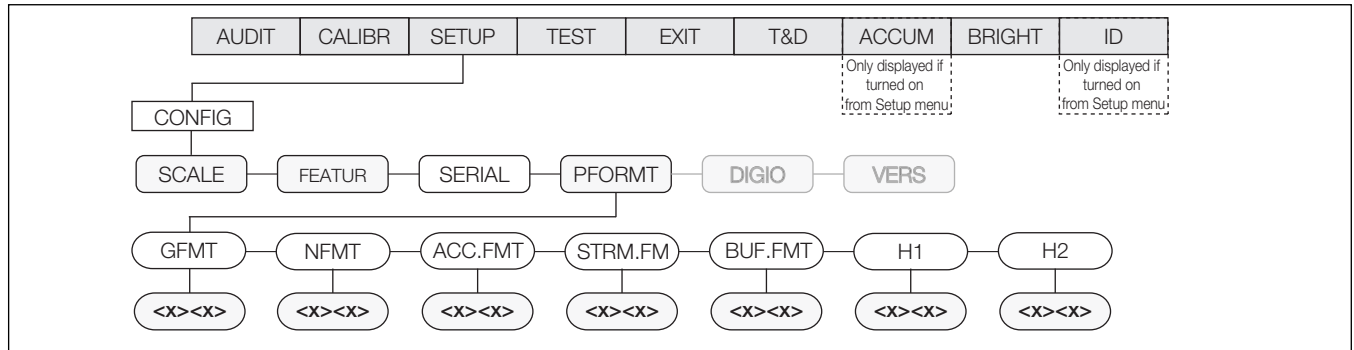 AUDIT CALIBR SETUP TEST EXIT T&D ACCUM BRIGHT ID
Only displayed if Only displayed if
turned on turned on
from Setup menu from Setup menu
CONFIG
SCALE FEATUR SERIAL PFORMT DIGIO VERS
GFMT NFMT ACC.FMT STRM.FM BUF.FMT H1 H2
<x><x> <x><x> <x><x> <x><x> <x><x> <x><x> <x><x>